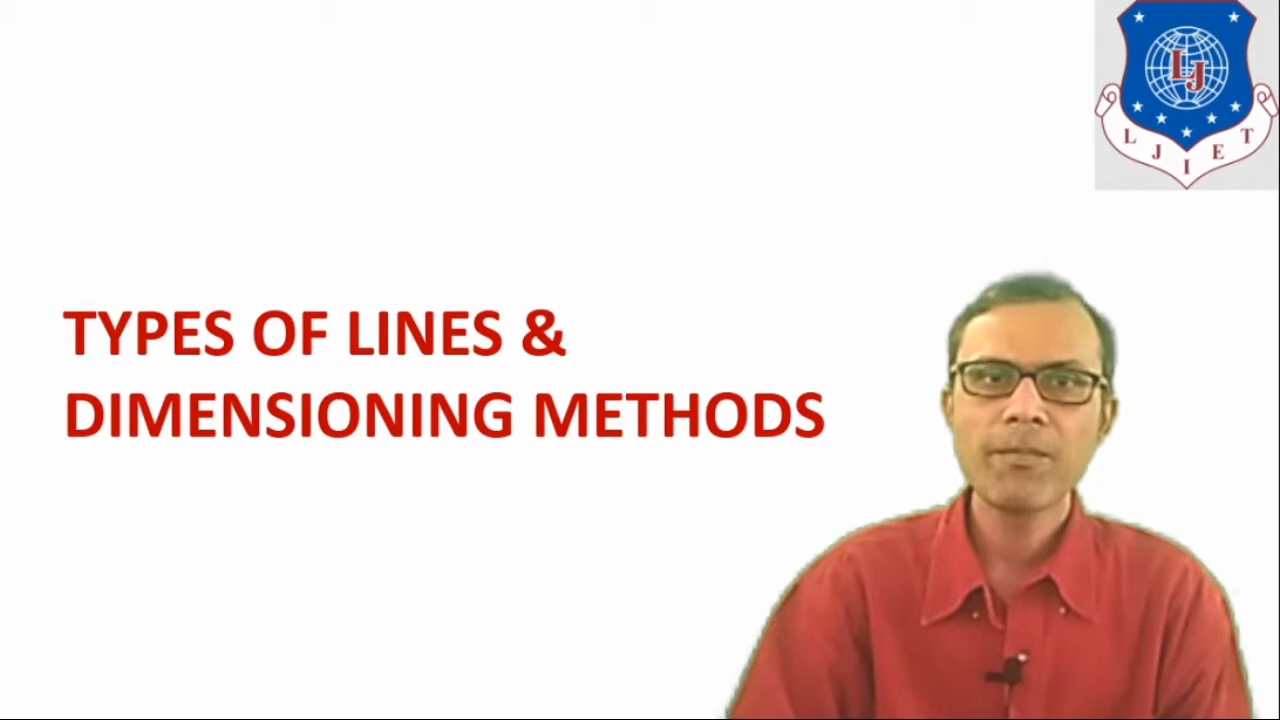 LJ
L J I E T
TYPES OF LINES &
DIMENSIONING METHODS